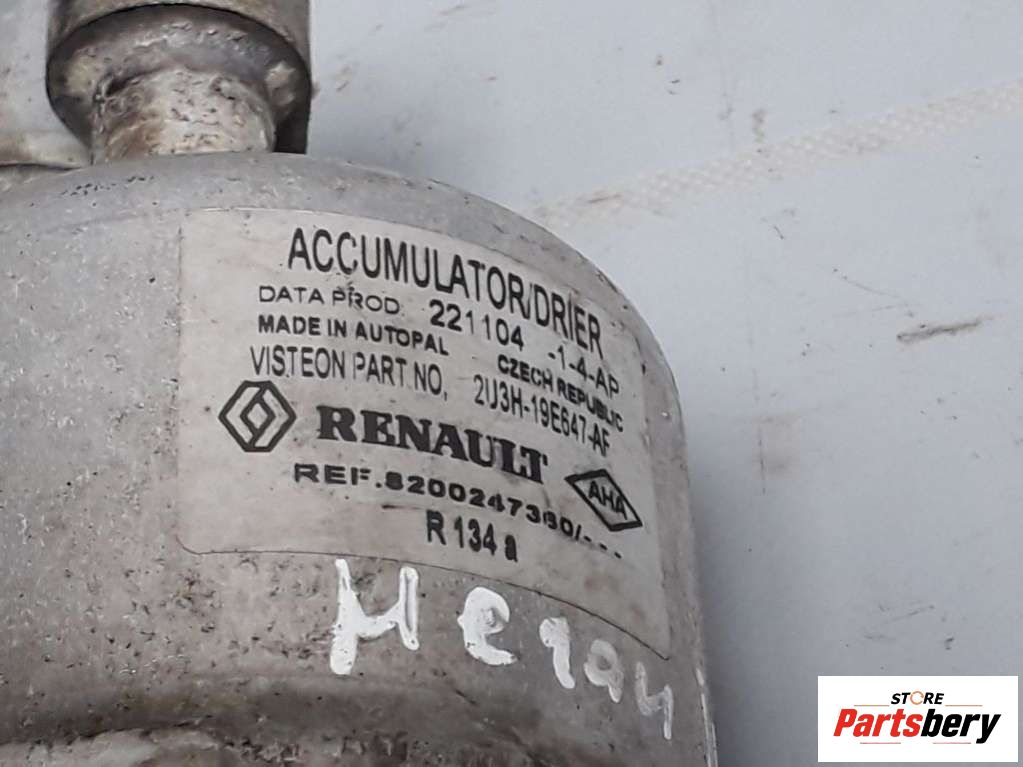 ACCUMULATOR/DRIER
DATA PROD: 221104 -1-4-AP
MADE IN AUTOPAL CZECH REPUBLIC
VISTEON PART NO, 2U3H-19E647-AF
RENAULT
REF.8200247360/---
AHA
R 134 a
Меган
STORE
Partsbery